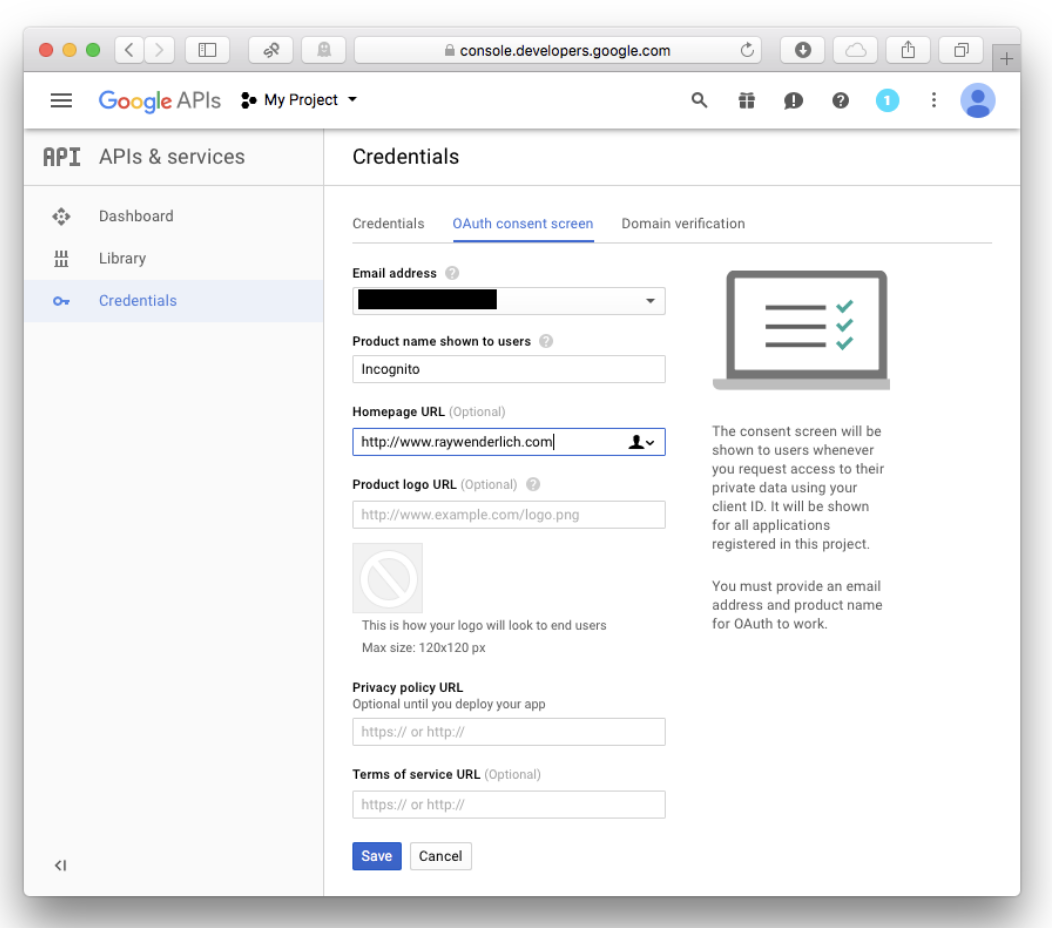 console.developers.google.com
Google APIs My Project 1
API APIs & services
Credentials
Dashboard
Library
Credentials
Credentials OAuth consent screen Domain verification
Email address ?
Product name shown to users ?
Incognito
Homepage URL (Optional)
http://www.raywenderlich.com
Product logo URL (Optional) ?
http://www.example.com/logo.png
This is how your logo will look to end users
Max size: 120x120 px
Privacy policy URL
Optional until you deploy your app
https:// or http://
Terms of service URL (Optional)
https:// or http://
Save Cancel
The consent screen will be
shown to users whenever
you request access to their
private data using your
client ID. It will be shown
for all applications
registered in this project.
You must provide an email
address and product name
for OAuth to work.